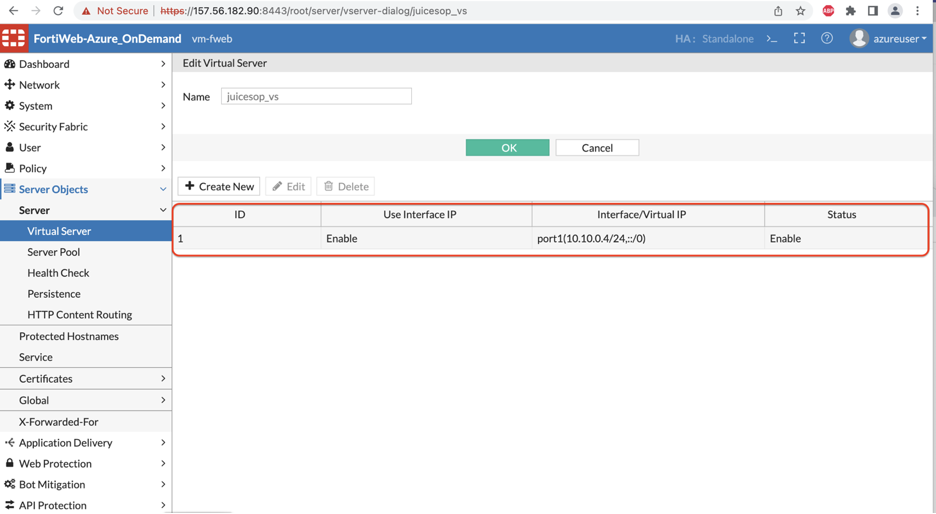 Not Secure | https://157.56.182.90:8443/root/server/vserver-dialog/juicesop_vs
ABP
FortiWeb-Azure_OnDemand vm-fweb HA : Standalone >_ ? azureuser
Dashboard
Network
System
Security Fabric
User
Policy
Server Objects
Server
Virtual Server
Server Pool
Health Check
Persistence
HTTP Content Routing
Protected Hostnames
Service
Certificates
Global
X-Forwarded-For
Application Delivery
Web Protection
Bot Mitigation
API Protection
Edit Virtual Server
Name juicesop_vs
OK Cancel
Create New Edit Delete
ID Use Interface IP Interface/Virtual IP Status
1 Enable port1(10.10.0.4/24,::/0) Enable